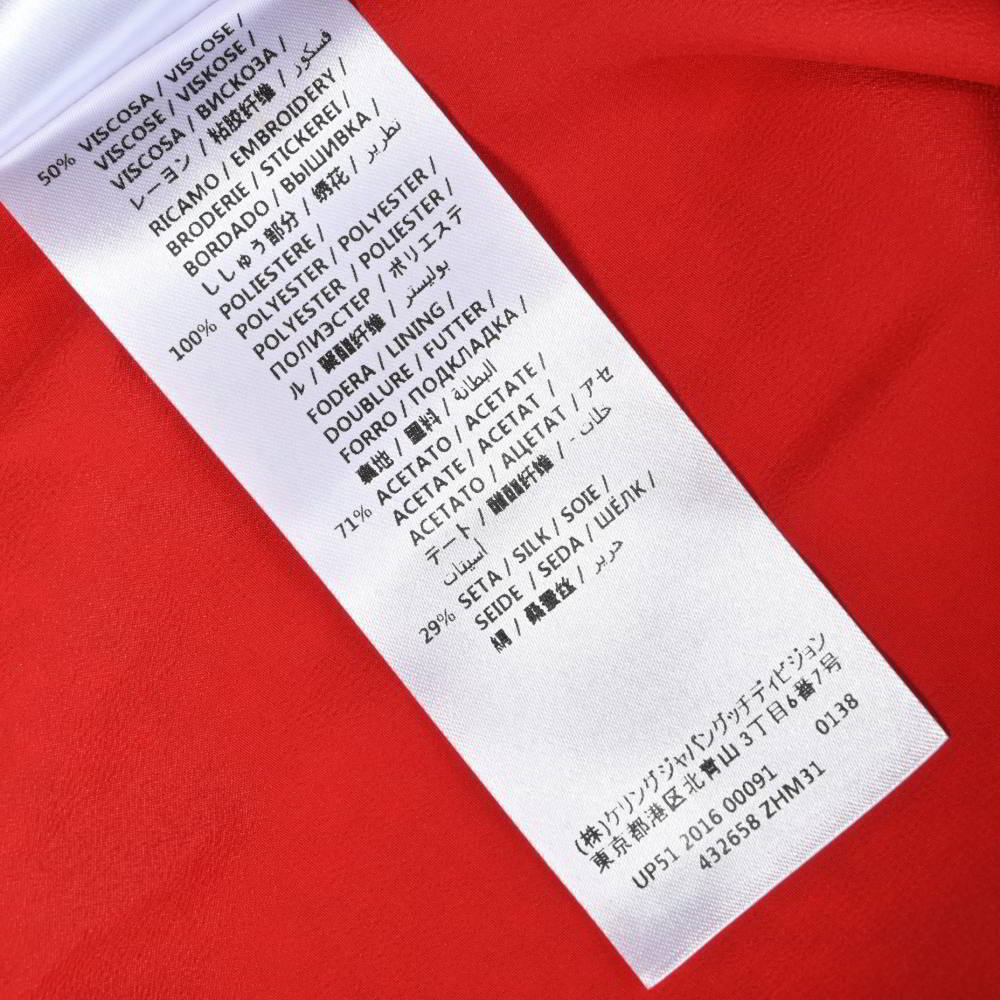 50% VISCOSA / VISCOSE /
VISCOSE / VISKOSE /
VISCOSA / ВИСКОЗА /
レーヨン / 粘胶纤维 / فسكوز
RICAMO / EMBROIDERY /
BRODERIE / STICKEREI /
BORDADO / ВЫШИВКА /
ししゅう部分 / 绣花 / تطريز
100% POLIESTERE /
POLYESTER / POLYESTER /
POLYESTER / POLIESTER /
ПОЛИЭСТЕР / ポリエステ
ル / 聚酯纤维 / بوليستر
FODERA / LINING /
DOUBLURE / FUTTER /
FORRO / ПОДКЛАДКА /
裏地 / 里料 / البطانة
71% ACETATO / ACETATE /
ACETATE / ACETAT /
ACETATO / АЦЕТАТ / アセ
テート / 醋酯纤维 / - خلات
أسيتات
29% SETA / SILK / SOIE /
SEIDE / SEDA / ШЁЛК /
絹 / 桑蚕丝 / حرير
(株)ケリングジャパングッチディビジョン
東京都港区北青山 3丁目6番7号
UP51 2016 00091 0138
432658 ZHM31